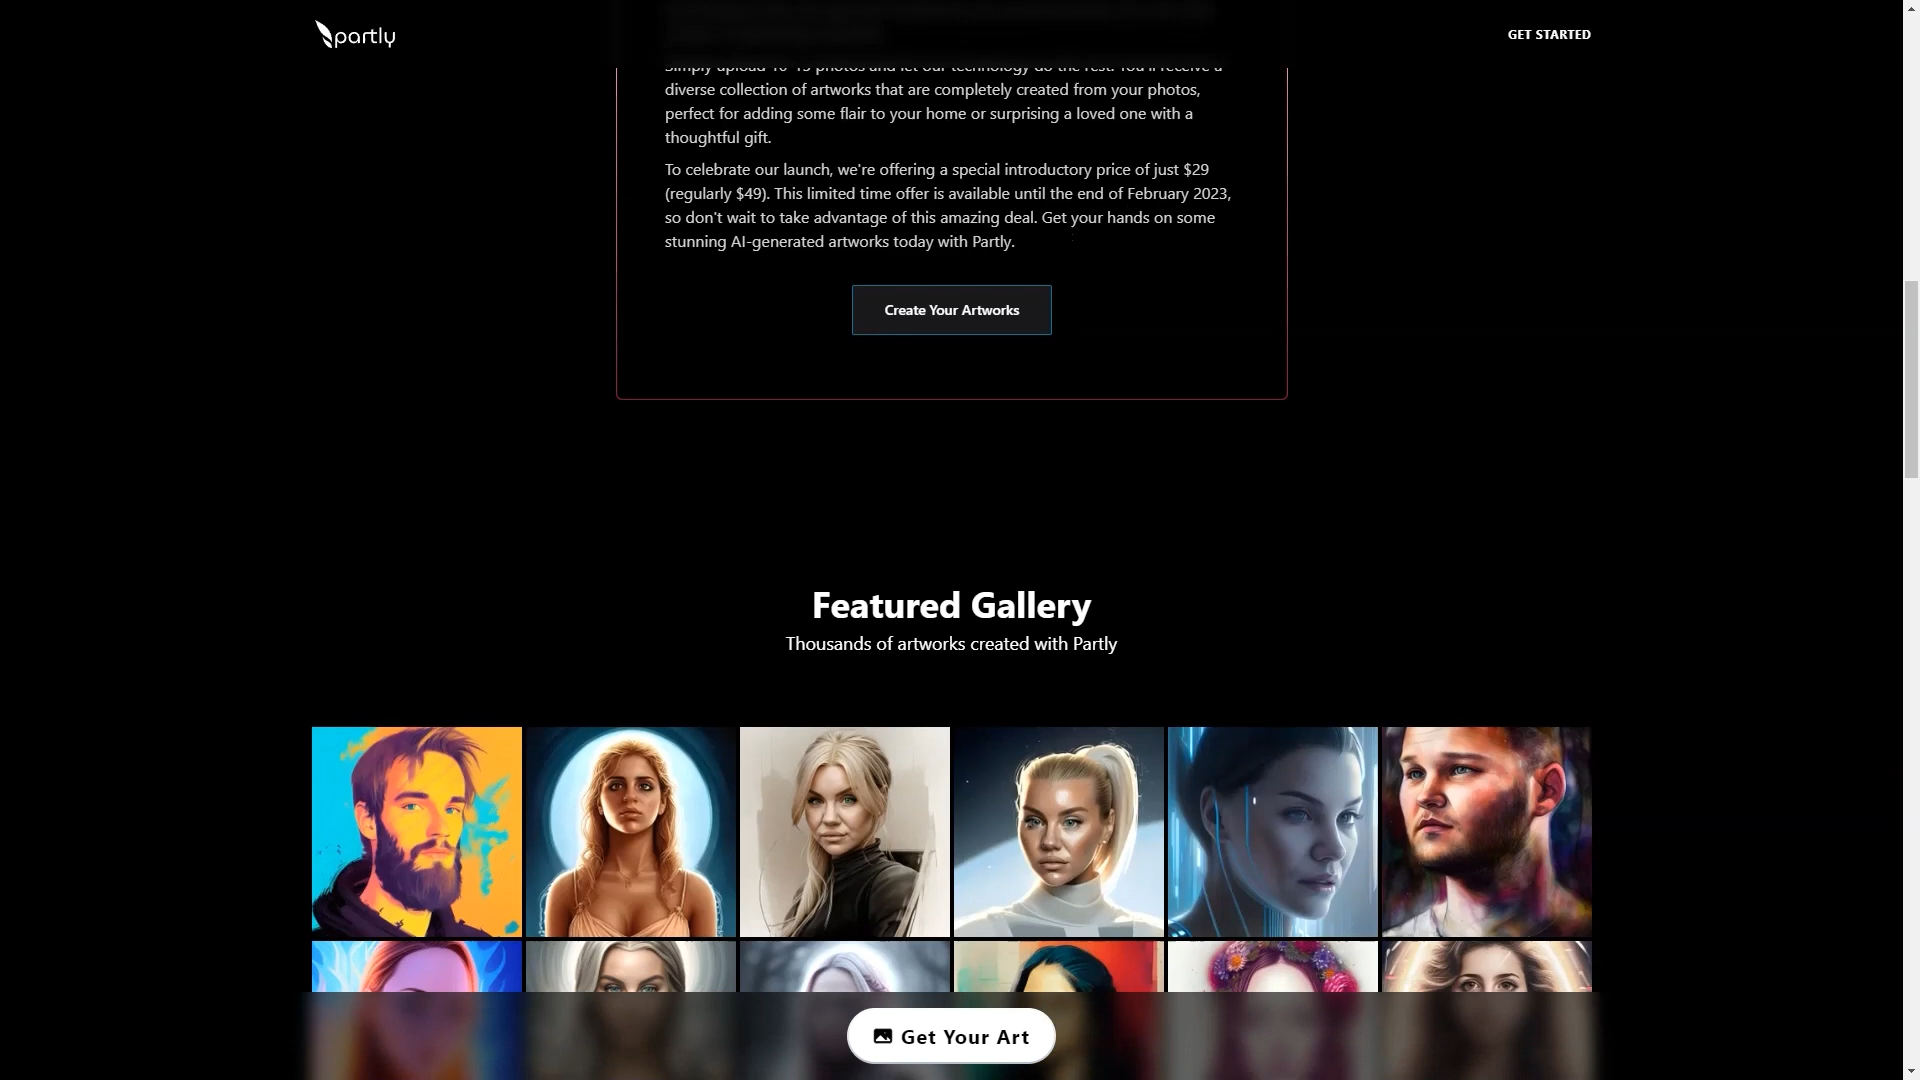 partly
GET STARTED
Simply upload 10-15 photos and let our technology do the rest. You'll receive a
diverse collection of artworks that are completely created from your photos,
perfect for adding some flair to your home or surprising a loved one with a
thoughtful gift.
To celebrate our launch, we're offering a special introductory price of just $29
(regularly $49). This limited time offer is available until the end of February 2023,
so don't wait to take advantage of this amazing deal. Get your hands on some
stunning AI-generated artworks today with Partly.
Create Your Artworks
Featured Gallery
Thousands of artworks created with Partly
Get Your Art